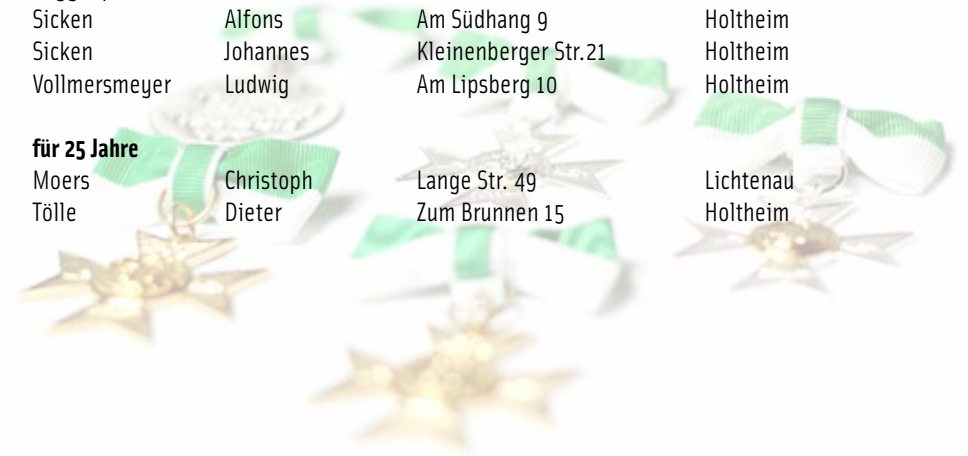 Sicken Alfons Am Südhang 9 Holtheim
Sicken Johannes Kleinenberger Str.21 Holtheim
Vollmersmeyer Ludwig Am Lipsberg 10 Holtheim
für 25 Jahre
Moers Christoph Lange Str. 49 Lichtenau
Tölle Dieter Zum Brunnen 15 Holtheim